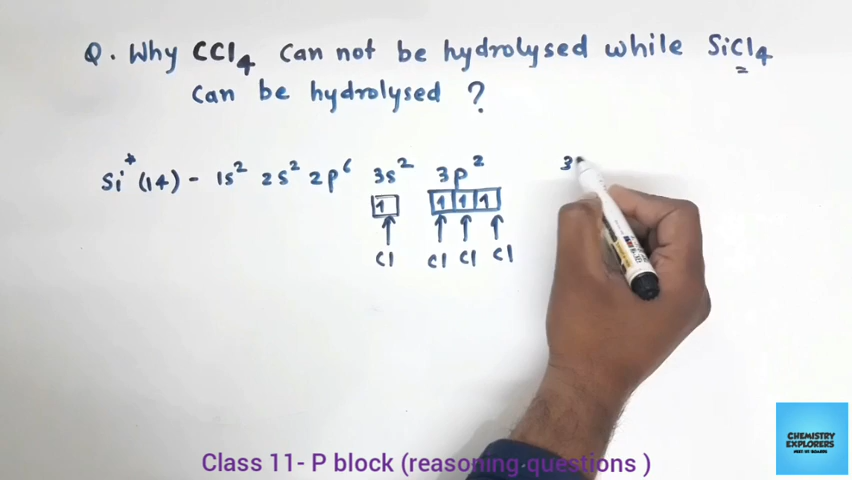 Q. Why CCl4 can not be hydrolysed while SiCl4
can be hydrolysed ?
Si* (14) - 1s² 2s² 2p⁶ 3s² 3p² 3
1 1 1 1
Cl Cl Cl Cl
CHEMISTRY
EXPLORERS
Class 11- P block (reasoning questions )